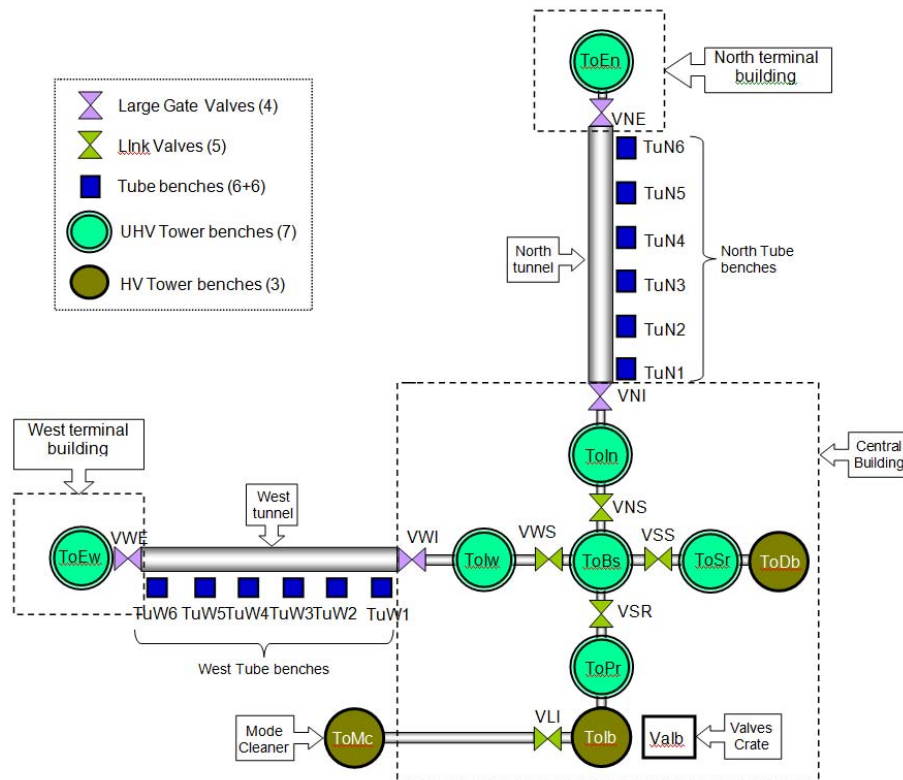 ToEn
North terminal
building
VNE
Large Gate Valves (4)
LInk Valves (5)
Tube benches (6+6)
UHV Tower benches (7)
HV Tower benches (3)
TuN6
TuN5
TuN4
TuN3
TuN2
TuN1
North
tunnel
North Tube
benches
VNI
West terminal
building
Central
Building
ToIn
West
tunnel
VNS
ToEw
VWE
VWI
ToIw
VWS
ToBs
VSS
ToSr
ToDb
TuW6
TuW5
TuW4
TuW3
TuW2
TuW1
VSR
West Tube benches
ToPr
Mode
Cleaner
ToMc
VLI
ToIb
Valb
Valves
Crate